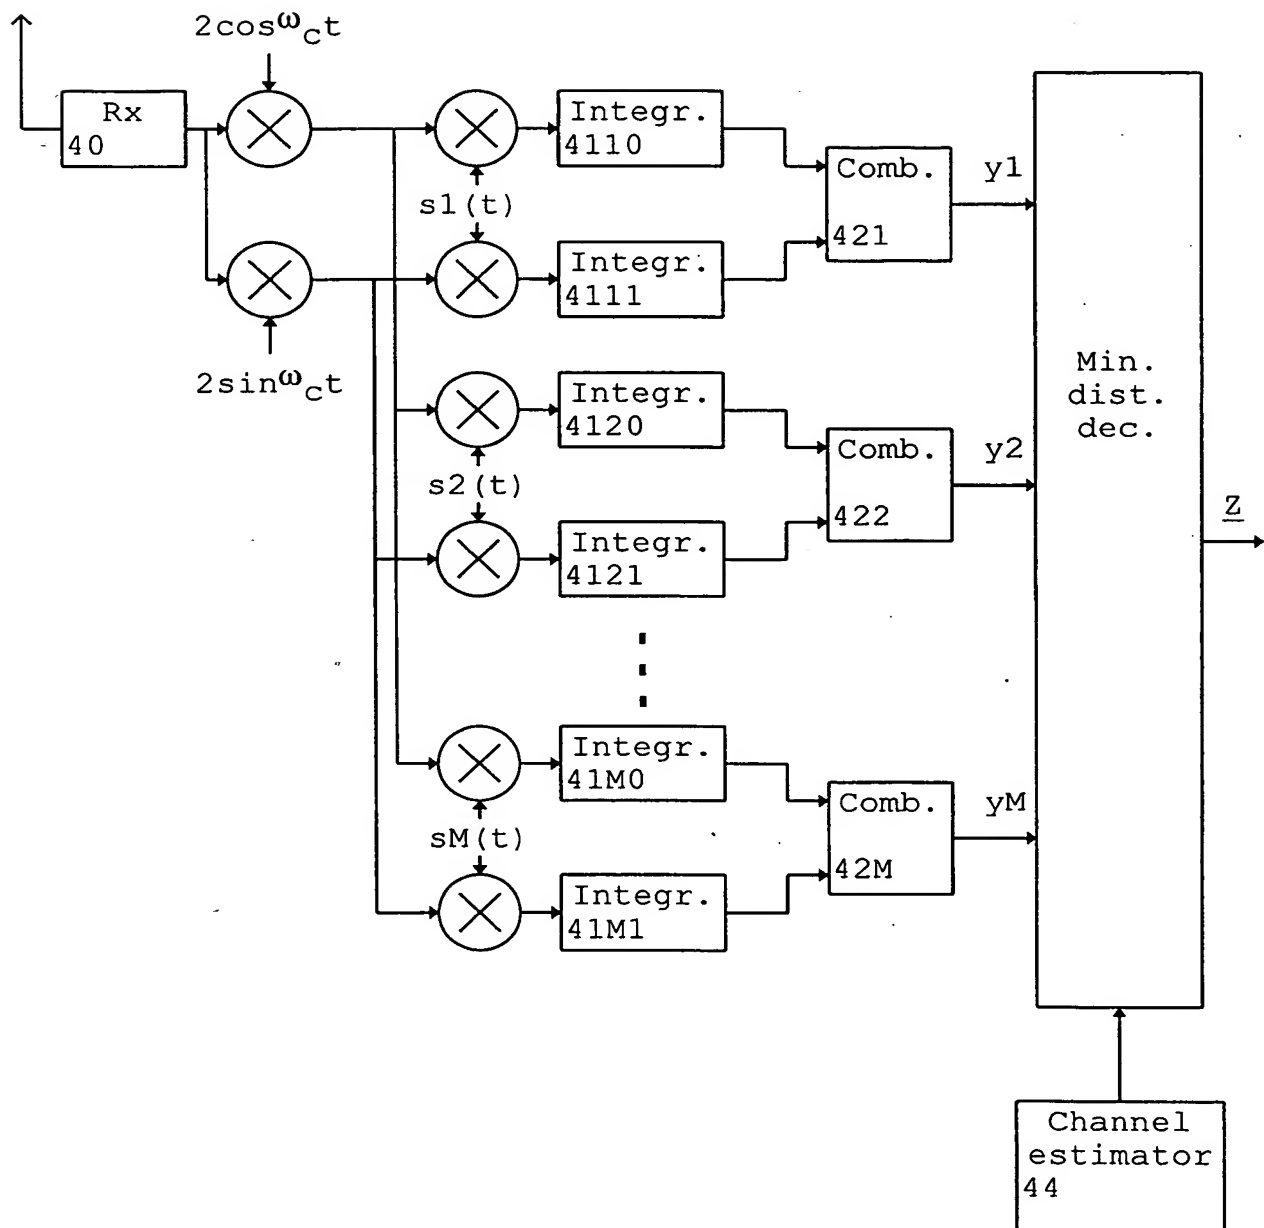 2cosωct
Rx
40
Integr.
4110
Comb.
421
y1
s1(t)
Integr.
4111
2sinωct
Min.
dist.
dec.
Integr.
4120
Comb.
422
y2
s2(t)
Z
Integr.
4121
Integr.
41M0
Comb.
42M
yM
sM(t)
Integr.
41M1
Channel
estimator
44